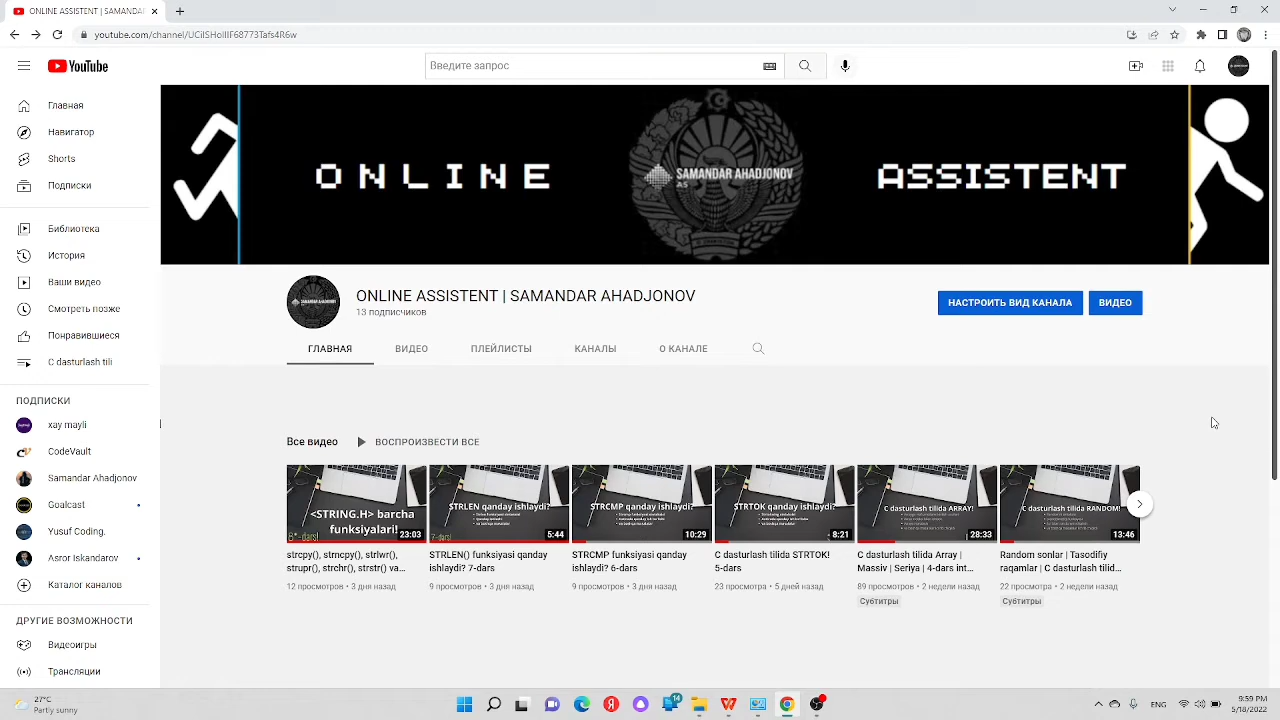 ONLINE ASSISTENT | SAMANDAR
youtube.com/channel/UCiISHoIIIF68773Tafs4R6w
YouTube
Введите запрос
Главная
Навигатор
Shorts
Подписки
Библиотека
История
Ваши видео
Смотреть позже
Понравившиеся
C dasturlash tili
ПОДПИСКИ
xay mayli
CodeVault
Samandar Ahadjonov
Goalcast
Yusuf Coding.
Asror Iskandarov
Каталог каналов
ДРУГИЕ ВОЗМОЖНОСТИ
Видеоигры
Трансляции
ONLINE
SAMANDAR AHADJONOV
AS
ASSISTENT
ONLINE ASSISTENT | SAMANDAR AHADJONOV
13 подписчиков
НАСТРОИТЬ ВИД КАНАЛА
ВИДЕО
ГЛАВНАЯ
ВИДЕО
ПЛЕЙЛИСТЫ
КАНАЛЫ
О КАНАЛЕ
Все видео
ВОСПРОИЗВЕСТИ ВСЕ
<STRING.H> barcha
funksiyalari!
23:03
strcpy(), strncpy(), strlwr(),
strupr(), strchr(), strstr() va...
12 просмотров • 3 дня назад
STRLEN qanday ishlaydi?
5:44
STRLEN() funksiyasi qanday
ishlaydi? 7-dars
9 просмотров • 3 дня назад
STRCMP qanday ishlaydi?
10:29
STRCMP funksiyasi qanday
ishlaydi? 6-dars
9 просмотров • 3 дня назад
STRTOK qanday ishlaydi?
8:21
C dasturlash tilida STRTOK!
5-dars
23 просмотра • 5 дней назад
C dasturlash tilida ARRAY!
28:33
C dasturlash tilida Array |
Massiv | Seriya | 4-dars int...
89 просмотров • 2 недели назад
Субтитры
C dasturlash tilida RANDOM!
13:46
Random sonlar | Tasodifiy
raqamlar | C dasturlash tilid...
22 просмотра • 2 недели назад
Субтитры
27°C
Partly sunny
14
ENG
9:59 PM
5/18/2022